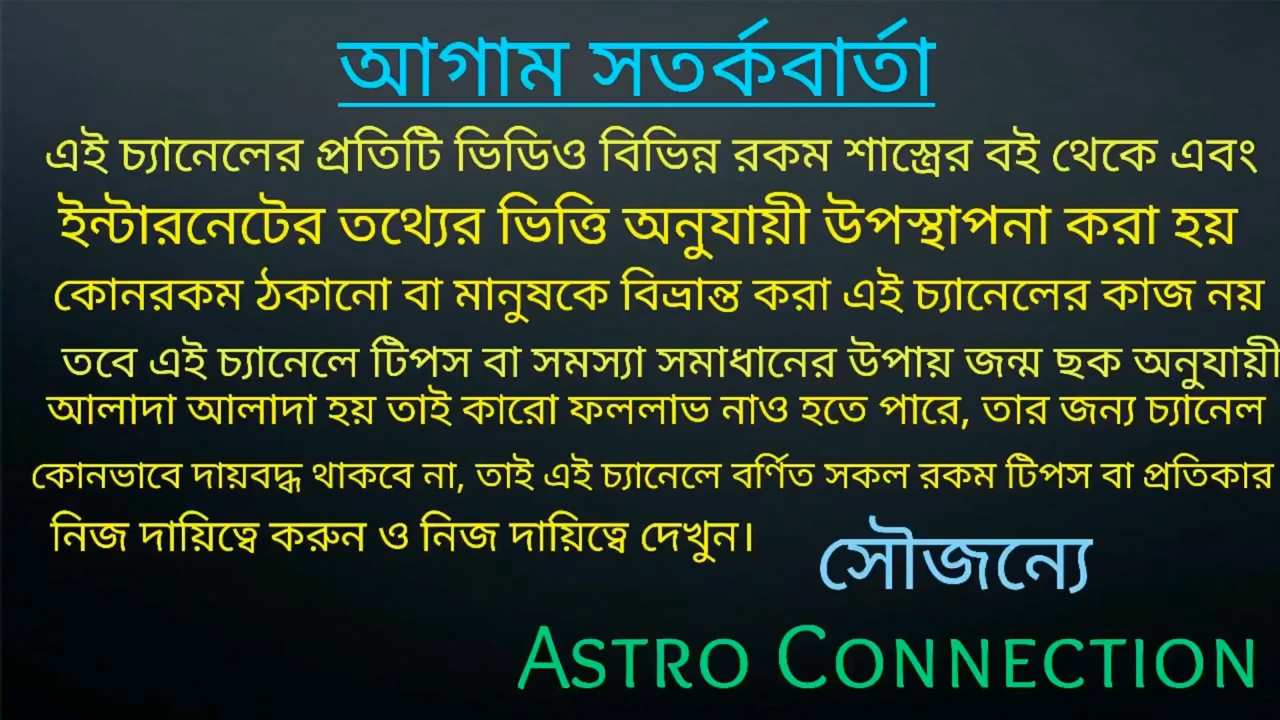 আগাম সতর্কবার্তা
এই চ্যানেলের প্রতিটি ভিডিও বিভিন্ন রকম শাস্ত্রের বই থেকে এবং
ইন্টারনেটের তথ্যের ভিত্তি অনুযায়ী উপস্থাপনা করা হয়
কোনরকম ঠকানো বা মানুষকে বিভ্রান্ত করা এই চ্যানেলের কাজ নয়
তবে এই চ্যানেলে টিপস বা সমস্যা সমাধানের উপায় জন্ম ছক অনুযায়ী
আলাদা আলাদা হয় তাই কারো ফললাভ নাও হতে পারে, তার জন্য চ্যানেল
কোনভাবে দায়বদ্ধ থাকবে না, তাই এই চ্যানেলে বর্ণিত সকল রকম টিপস বা প্রতিকার
নিজ দায়িত্বে করুন ও নিজ দায়িত্বে দেখুন।
সৌজন্যে
ASTRO CONNECTION